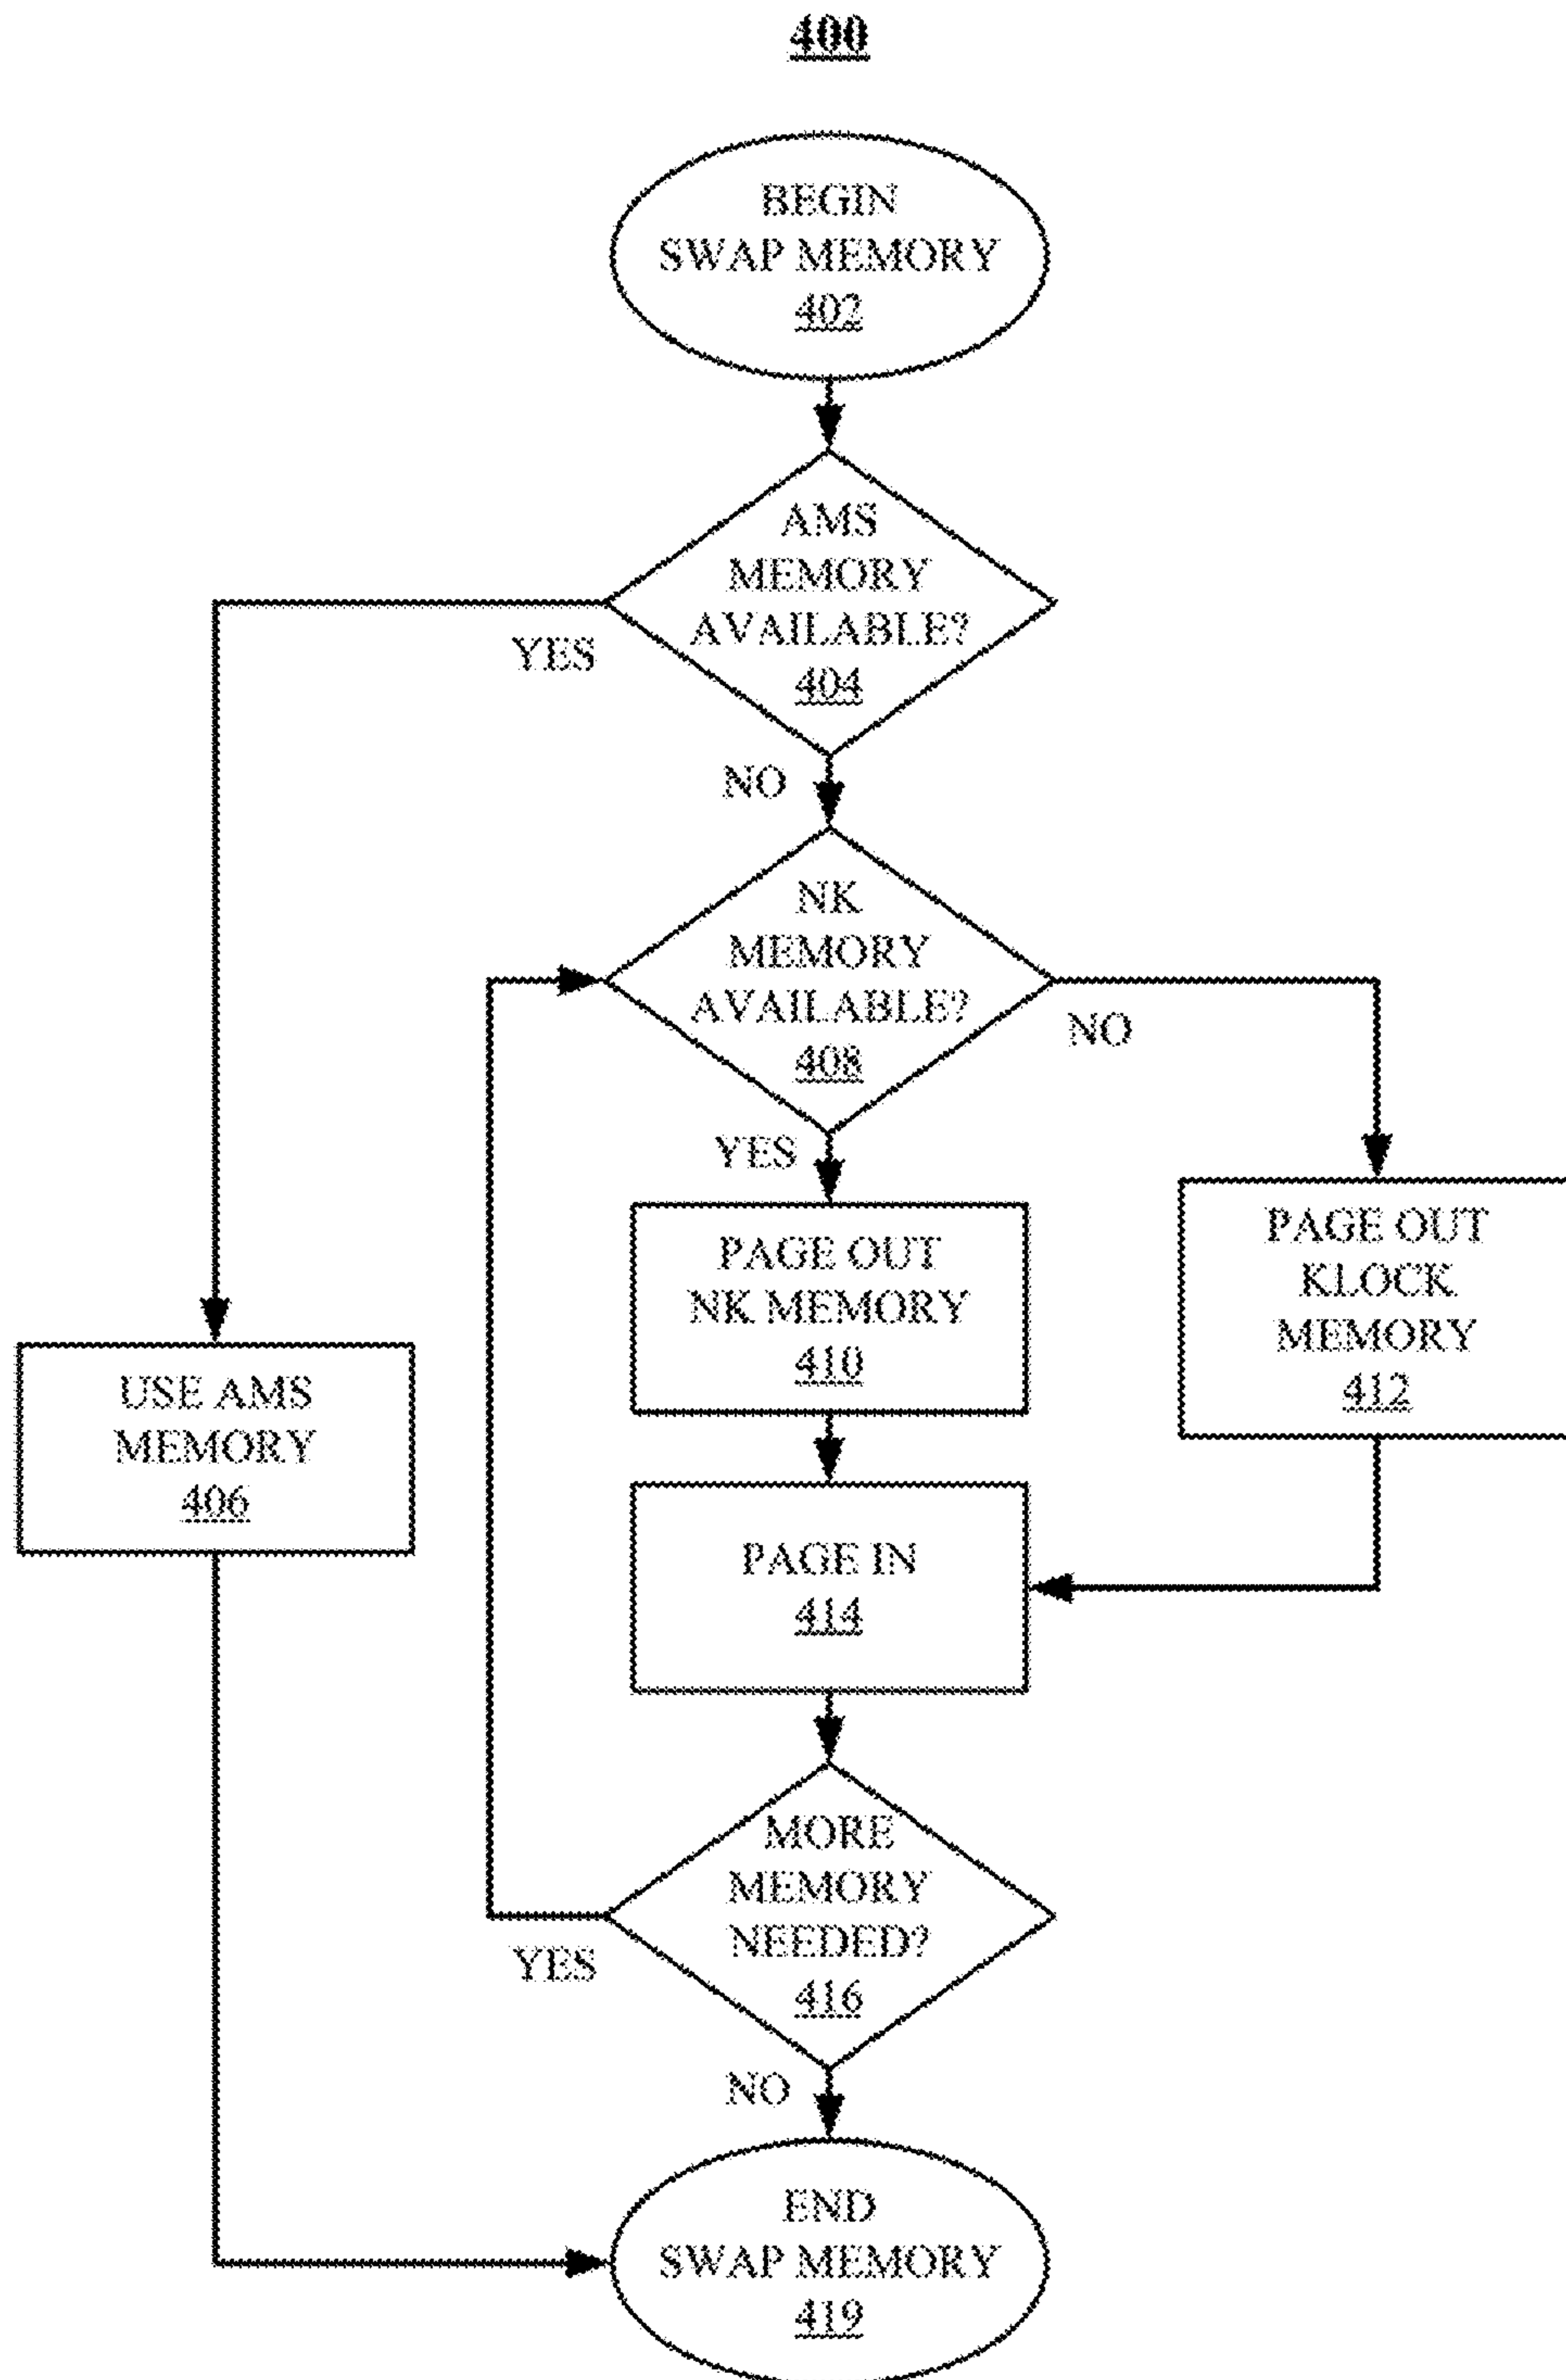 400
BEGIN
SWAP MEMORY
402
AMS
MEMORY
AVAILABLE?
404
YES
NO
NK
MEMORY
AVAILABLE?
408
NO
YES
PAGE OUT
NK MEMORY
410
PAGE OUT
KLOCK
MEMORY
412
USE AMS
MEMORY
406
PAGE IN
414
MORE
MEMORY
NEEDED?
416
YES
NO
END
SWAP MEMORY
419